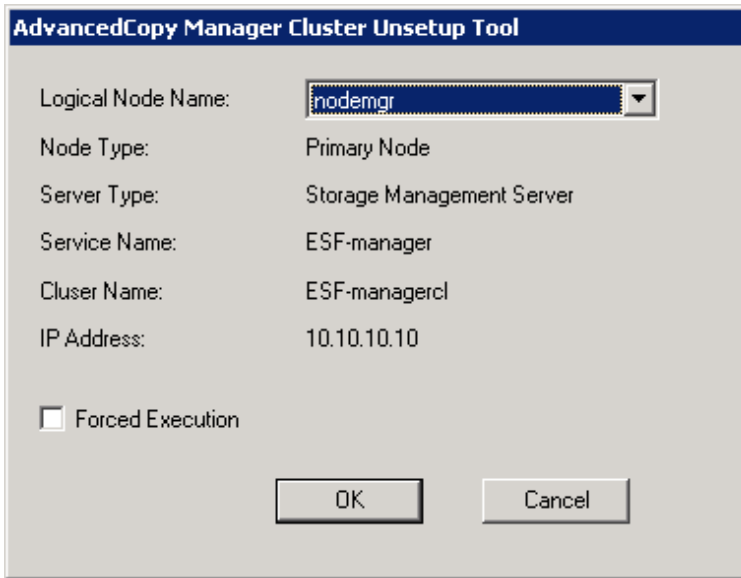 AdvancedCopy Manager Cluster Unsetup Tool
Logical Node Name: nodemgr
Node Type: Primary Node
Server Type: Storage Management Server
Service Name: ESF-manager
Cluser Name: ESF-managercl
IP Address: 10.10.10.10
Forced Execution
OK Cancel